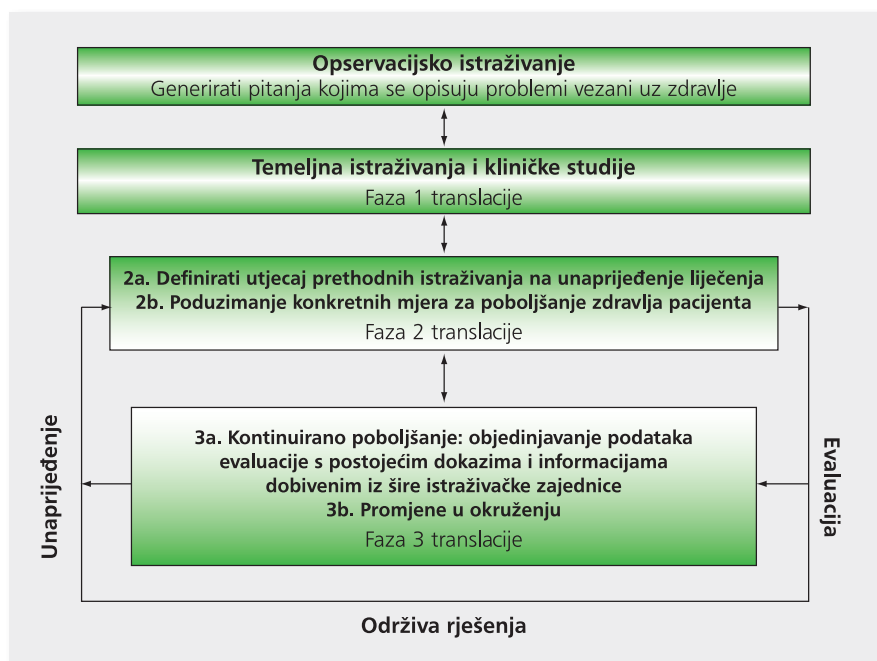 Opservacijsko istraživanje
Generirati pitanja kojima se opisuju problemi vezani uz zdravlje
Temeljna istraživanja i kliničke studije
Faza 1 translacije
2a. Definirati utjecaj prethodnih istraživanja na unaprijeđenje liječenja
2b. Poduzimanje konkretnih mjera za poboljšanje zdravlja pacijenta
Faza 2 translacije
Unaprijeđenje
3a. Kontinuirano poboljšanje: objedinjavanje podataka
evaluacije s postojećim dokazima i informacijama
dobivenim iz šire istraživačke zajednice
3b. Promjene u okruženju
Faza 3 translacije
Evaluacija
Održiva rješenja